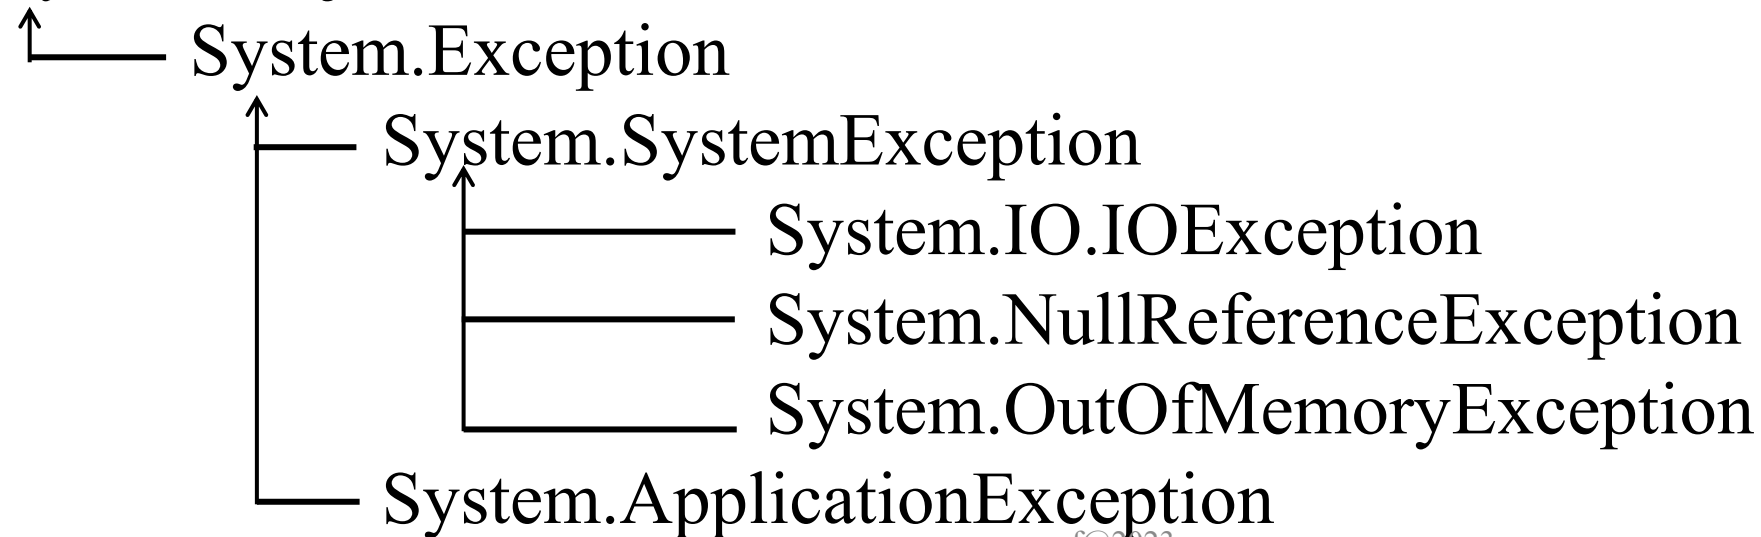 System.Exception
System.SystemException
System.IO.IOException
System.NullReferenceException
System.OutOfMemoryException
System.ApplicationException